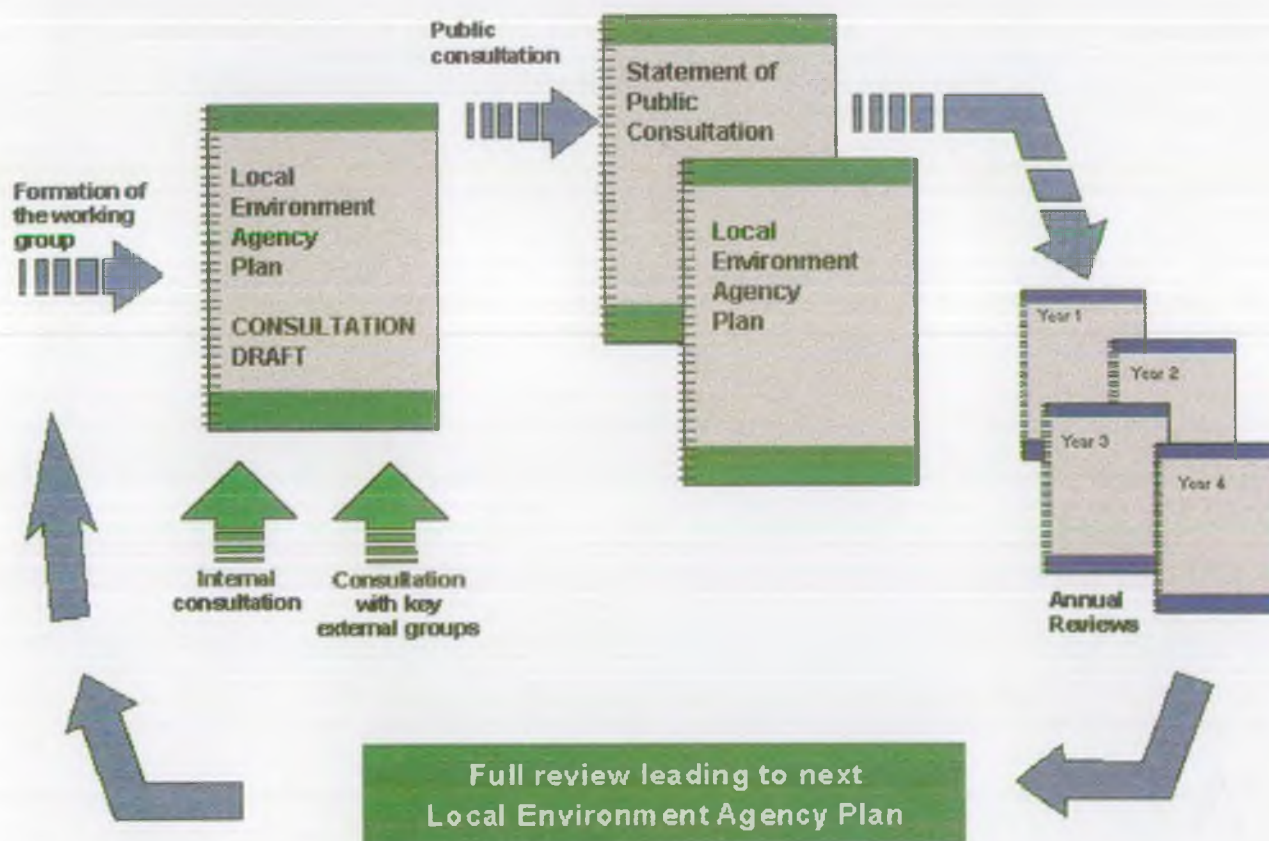 Formation of
the working
group
Local
Environment
Agency
Plan
CONSULTATION
DRAFT
Internal
consultation
Consultation
with key
external groups
Public
consultation
Statement of
Public
Consultation
Local
Environment
Agency
Plan
Year 1
Year 2
Year 3
Year 4
Annual
Reviews
Full review leading to next
Local Environment Agency Plan